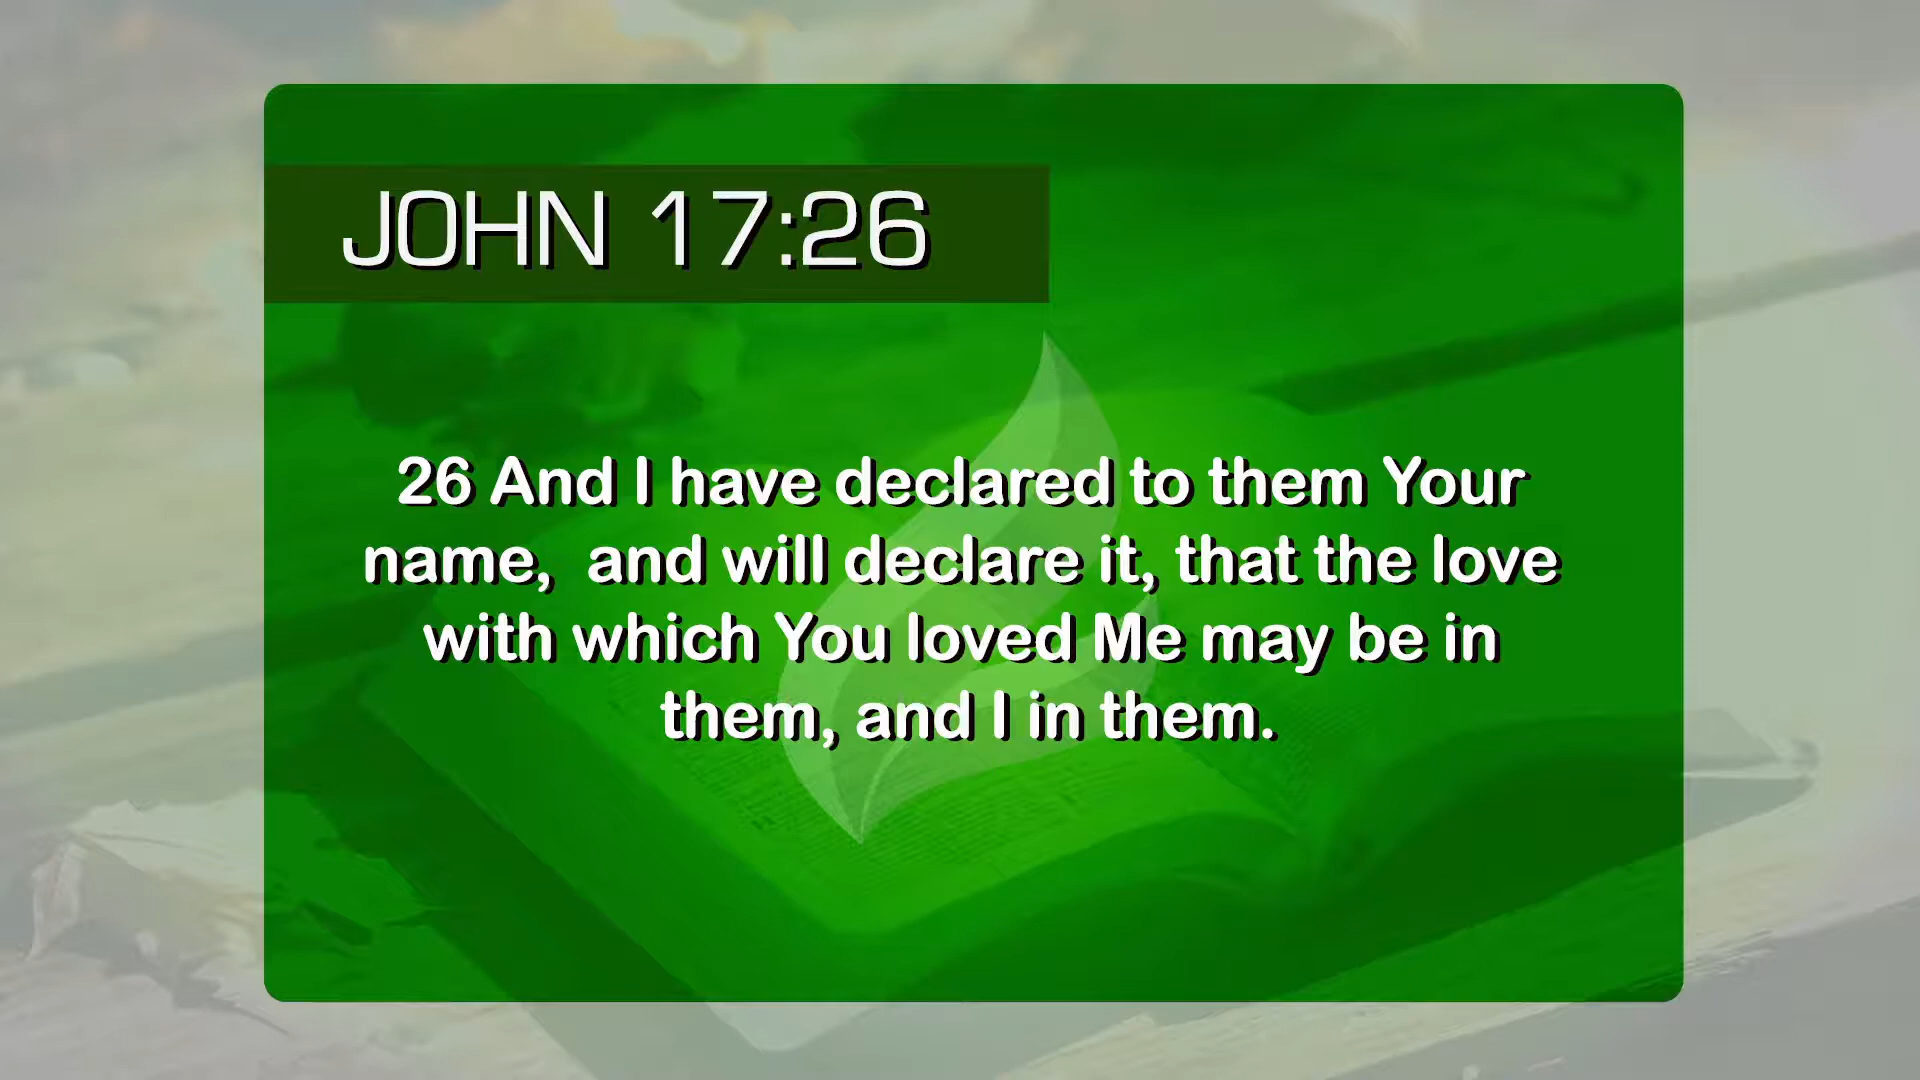 JOHN 17:26
26 And I have declared to them Your
name,  and will declare it, that the love
with which You loved Me may be in
them, and I in them.